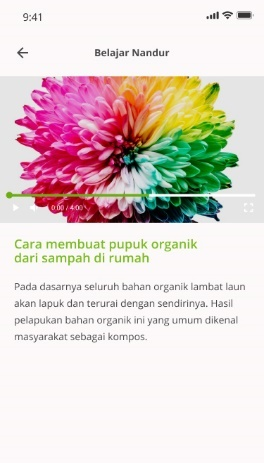 9:41
Belajar Nandur
0:00 / 4:00
Cara membuat pupuk organik
dari sampah di rumah
Pada dasarnya seluruh bahan organik lambat laun
akan lapuk dan terurai dengan sendirinya. Hasil
pelapukan bahan organik ini yang umum dikenal
masyarakat sebagai kompos.